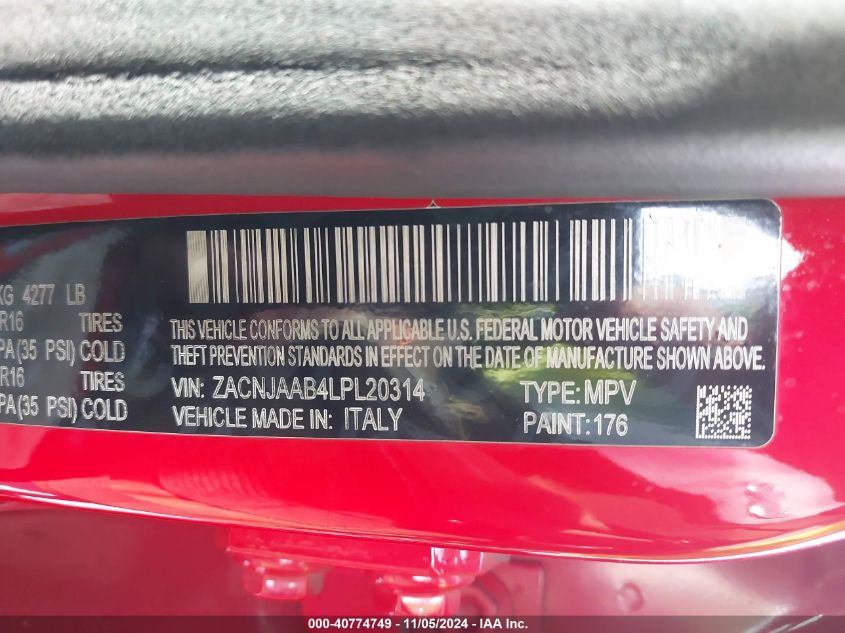 KG 4277 LB
R16 TIRES
PA(35 PSI) COLD
R16 TIRES
PA(35 PSI) COLD
THIS VEHICLE CONFORMS TO ALL APPLICABLE U.S. FEDERAL MOTOR VEHICLE SAFETY AND
THEFT PREVENTION STANDARDS IN EFFECT ON THE DATE OF MANUFACTURE SHOWN ABOVE.
VIN: ZACNJAAB4LPL20314 TYPE: MPV
VEHICLE MADE IN ITALY PAINT: 176
000-40774749 - 11/05/2024 - IAA Inc.